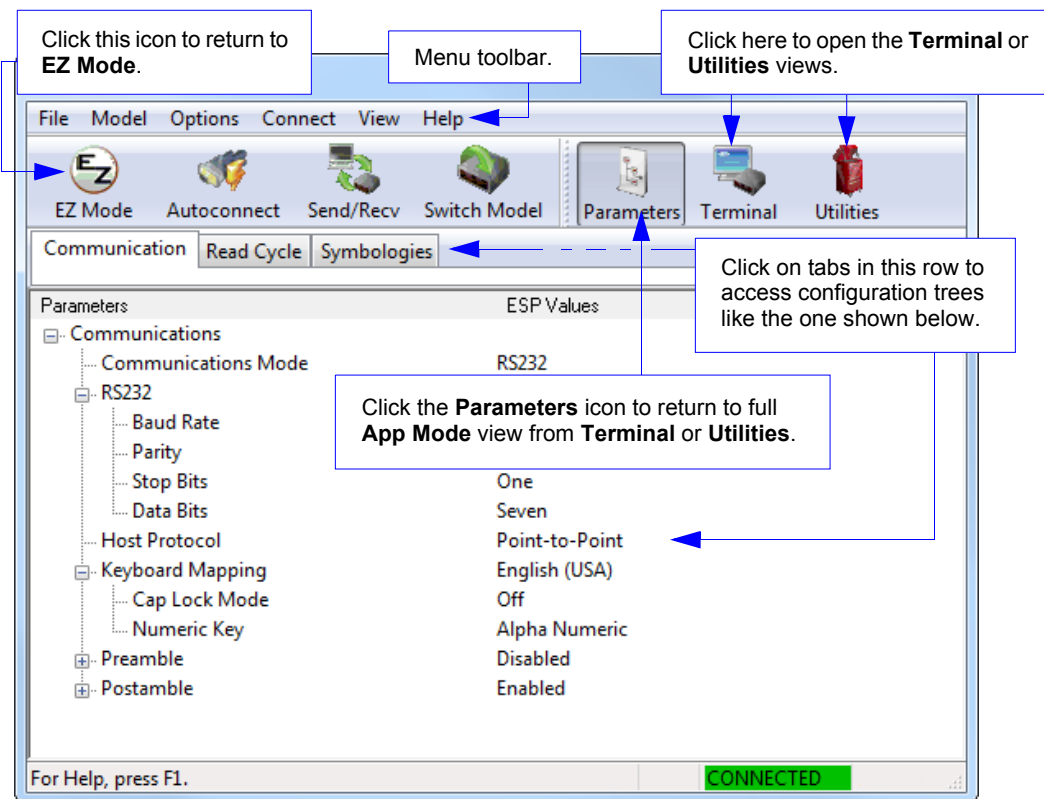 Click this icon to return to
EZ Mode.
Menu toolbar.
Click here to open the Terminal or
Utilities views.
File Model Options Connect View Help
EZ
EZ Mode Autoconnect Send/Recv Switch Model Parameters Terminal Utilities
Communication Read Cycle Symbologies
Click on tabs in this row to
access configuration trees
like the one shown below.
Parameters ESP Values
Communications
Communications Mode RS232
RS232
Click the Parameters icon to return to full
App Mode view from Terminal or Utilities.
Baud Rate
Parity
Stop Bits One
Data Bits Seven
Host Protocol Point-to-Point
Keyboard Mapping English (USA)
Cap Lock Mode Off
Numeric Key Alpha Numeric
Preamble Disabled
Postamble Enabled
For Help, press F1. CONNECTED